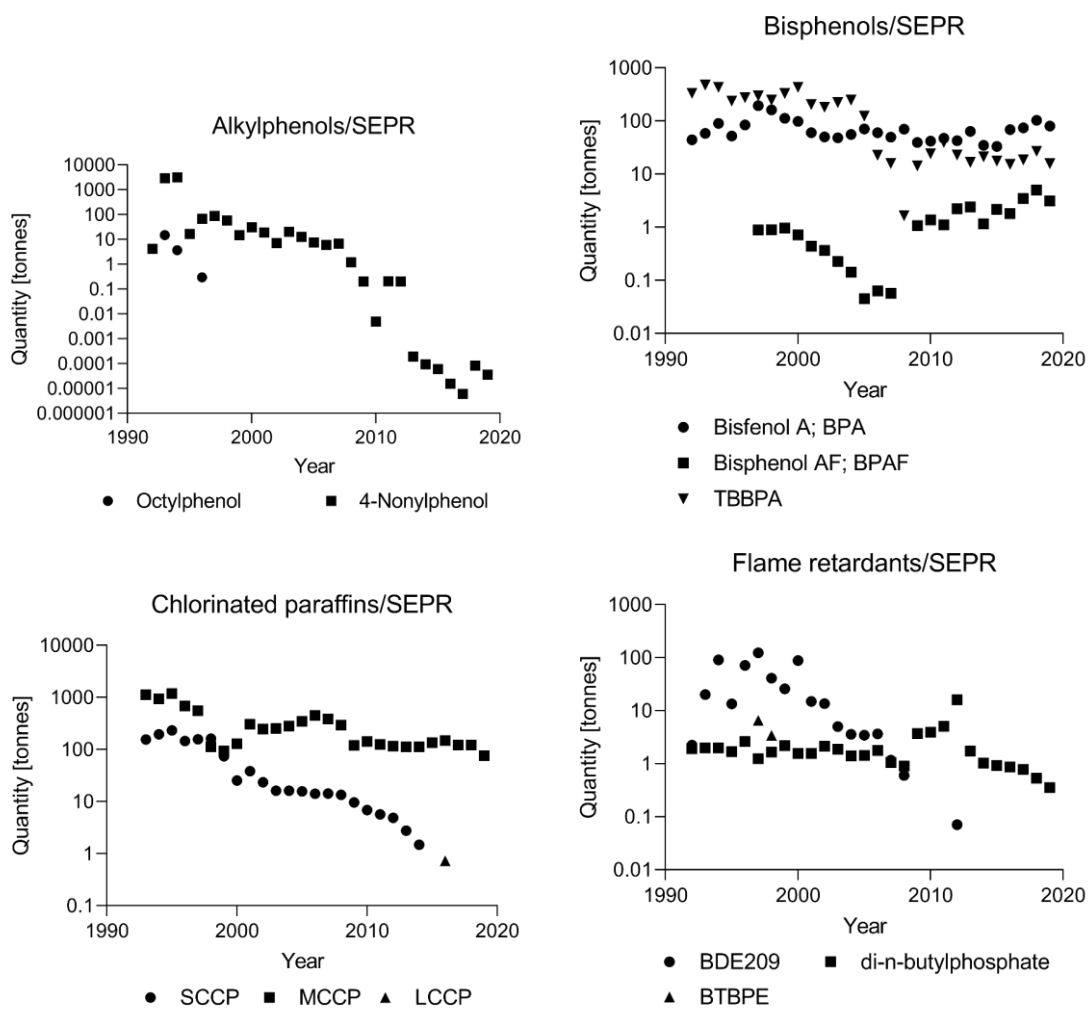 Alkylphenols/SEPR
Quantity [tonnes]
10000
1000
100
10
1
0.1
0.01
0.001
0.0001
0.00001
0.000001
1990
2000
2010
2020
Year
Octylphenol
4-Nonylphenol
Bisphenols/SEPR
Quantity [tonnes]
1000
100
10
1
0.1
0.01
1990
2000
2010
2020
Year
Bisfenol A; BPA
Bisphenol AF; BPAF
TBBPA
Chlorinated paraffins/SEPR
Quantity [tonnes]
10000
1000
100
10
1
0.1
1990
2000
2010
2020
Year
SCCP
MCCP
LCCP
Flame retardants/SEPR
Quantity [tonnes]
1000
100
10
1
0.1
0.01
1990
2000
2010
2020
Year
BDE209
di-n-butylphosphate
BTBPE